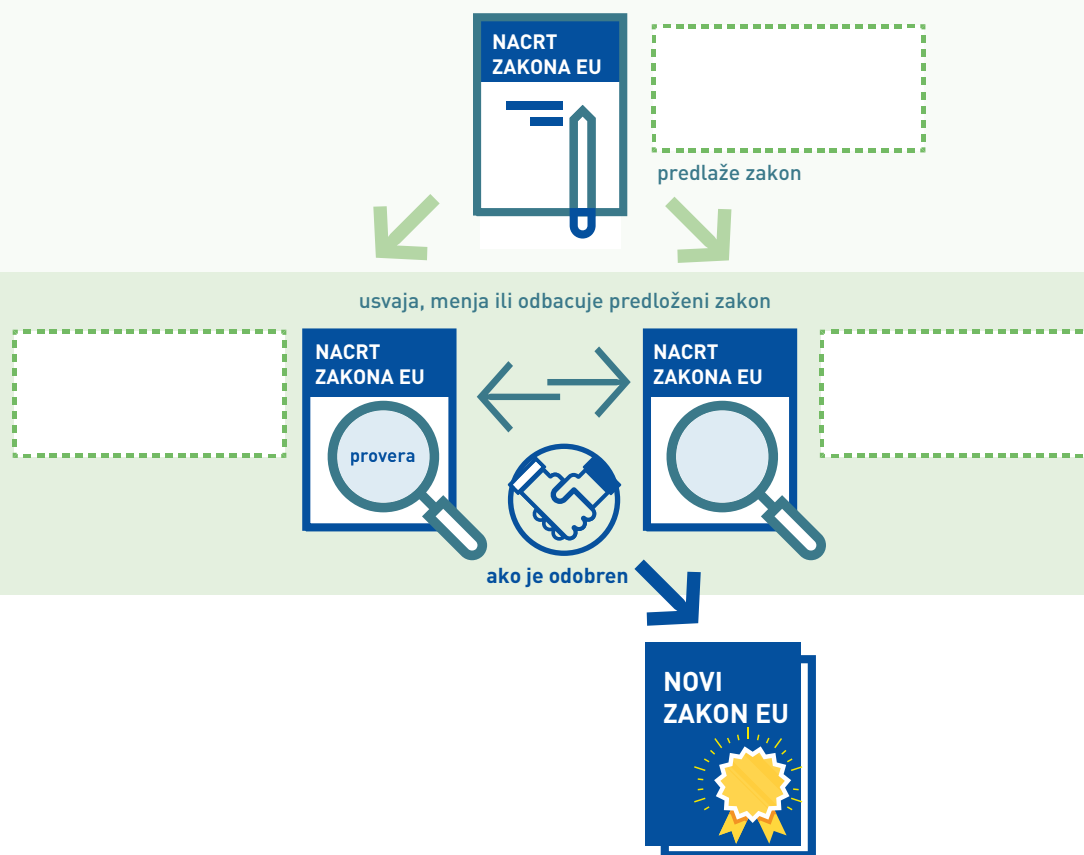 NACRT
ZAKONA EU
predlaže zakon
usvaja, menja ili odbacuje predloženi zakon
NACRT
ZAKONA EU
provera
NACRT
ZAKONA EU
ako je odobren
NOVI
ZAKON EU